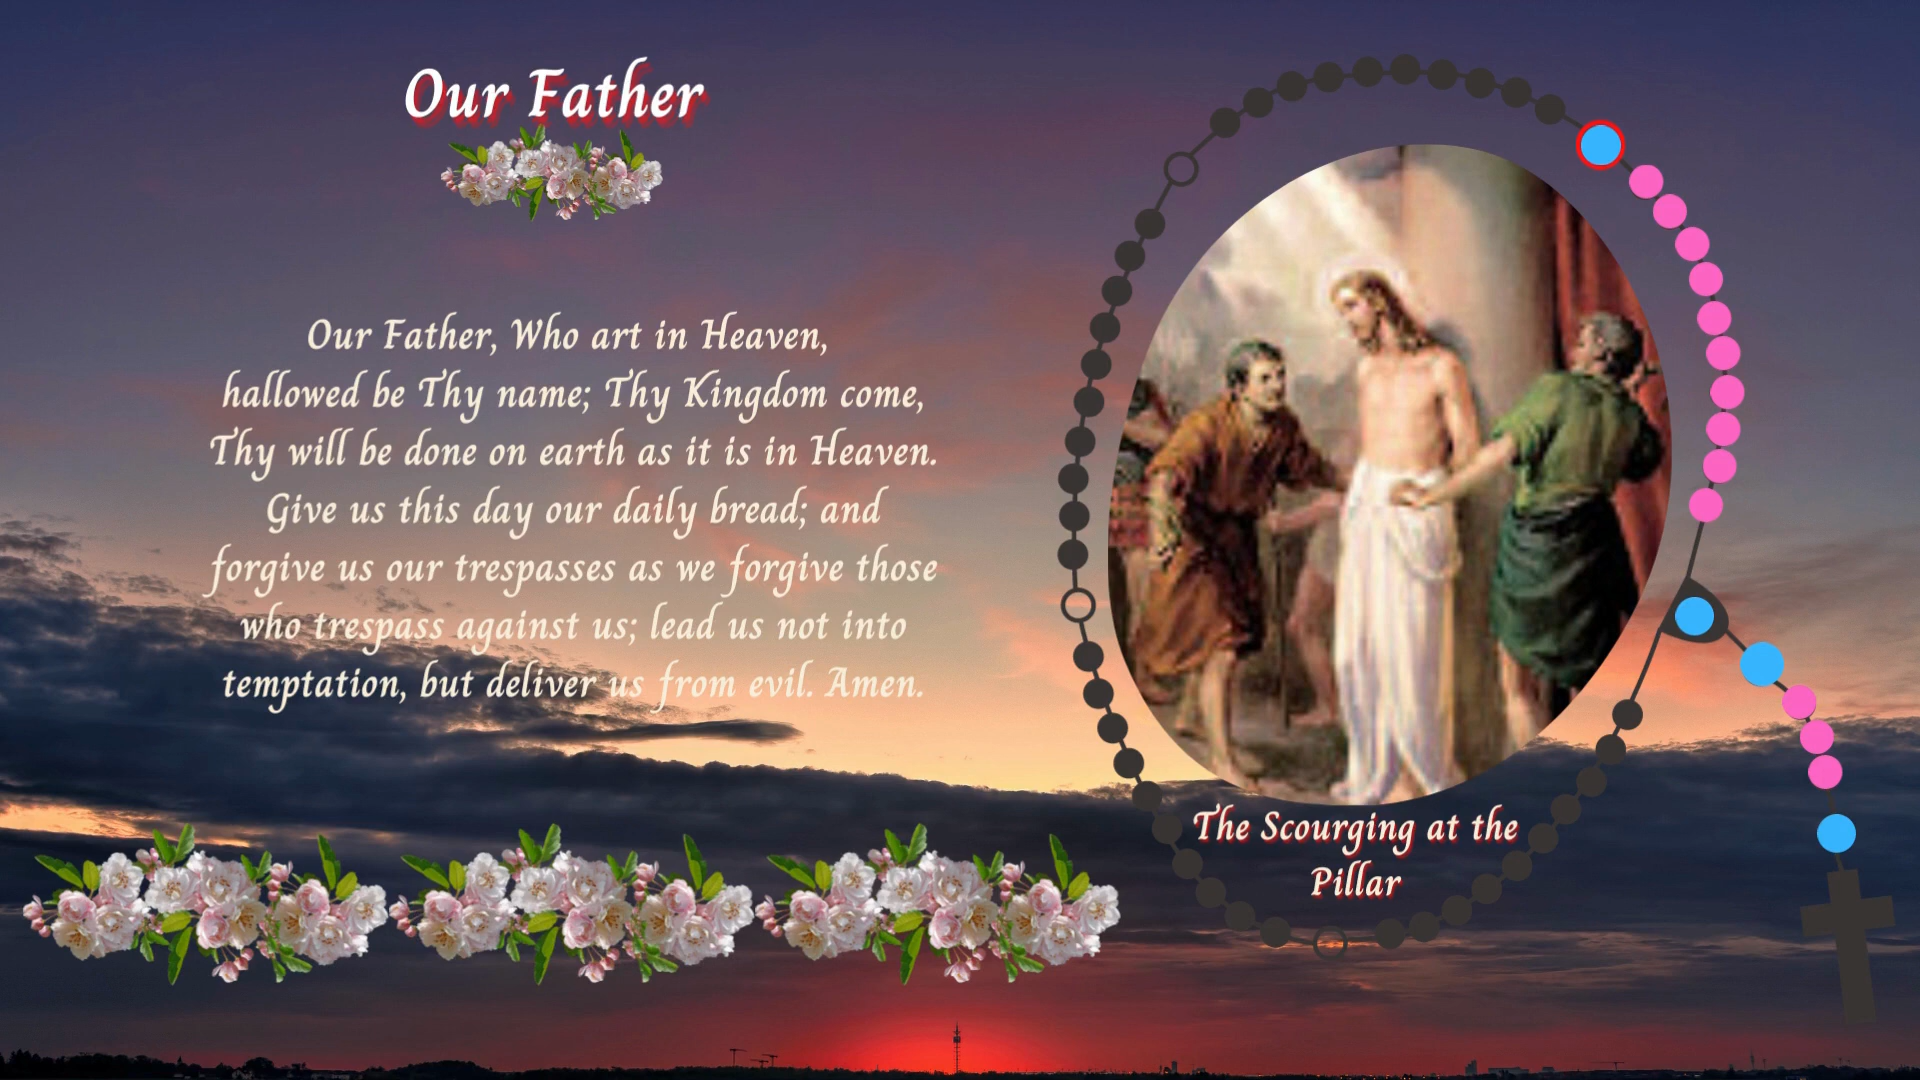 Our Father
Our Father, Who art in Heaven,
hallowed be Thy name; Thy Kingdom come,
Thy will be done on earth as it is in Heaven.
Give us this day our daily bread; and
forgive us our trespasses as we forgive those
who trespass against us; lead us not into
temptation, but deliver us from evil. Amen.
The Scourging at the
Pillar